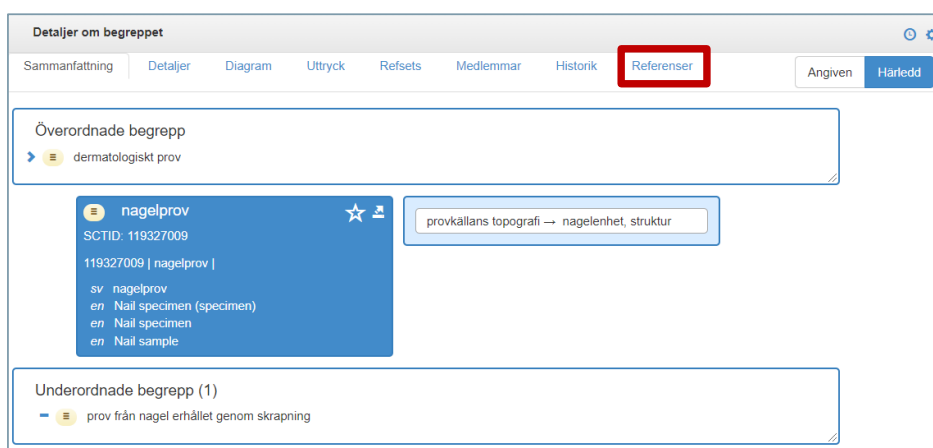 Detaljer om begreppet
Sammanfattning Detaljer Diagram Uttryck Refsets Medlemmar Historik Referenser Angiven Härledd
Överordnade begrepp
dermatologiskt prov
nagelprov
provkällans topografi → nagelenhet, struktur
SCTID: 119327009
119327009 | nagelprov |
sv nagelprov
en Nail specimen (specimen)
en Nail specimen
en Nail sample
Underordnade begrepp (1)
prov från nagel erhållet genom skrapning